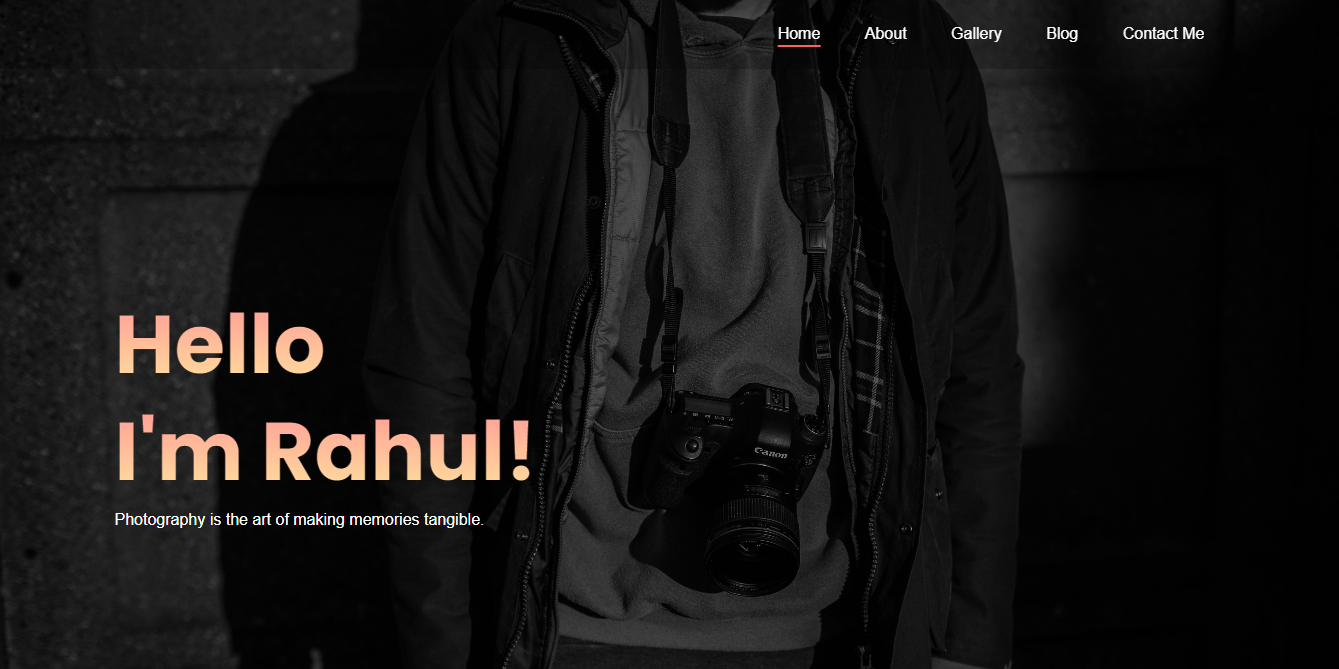 Home About Gallery Blog Contact Me
Hello
I'm Rahul!
Photography is the art of making memories tangible.
Canon